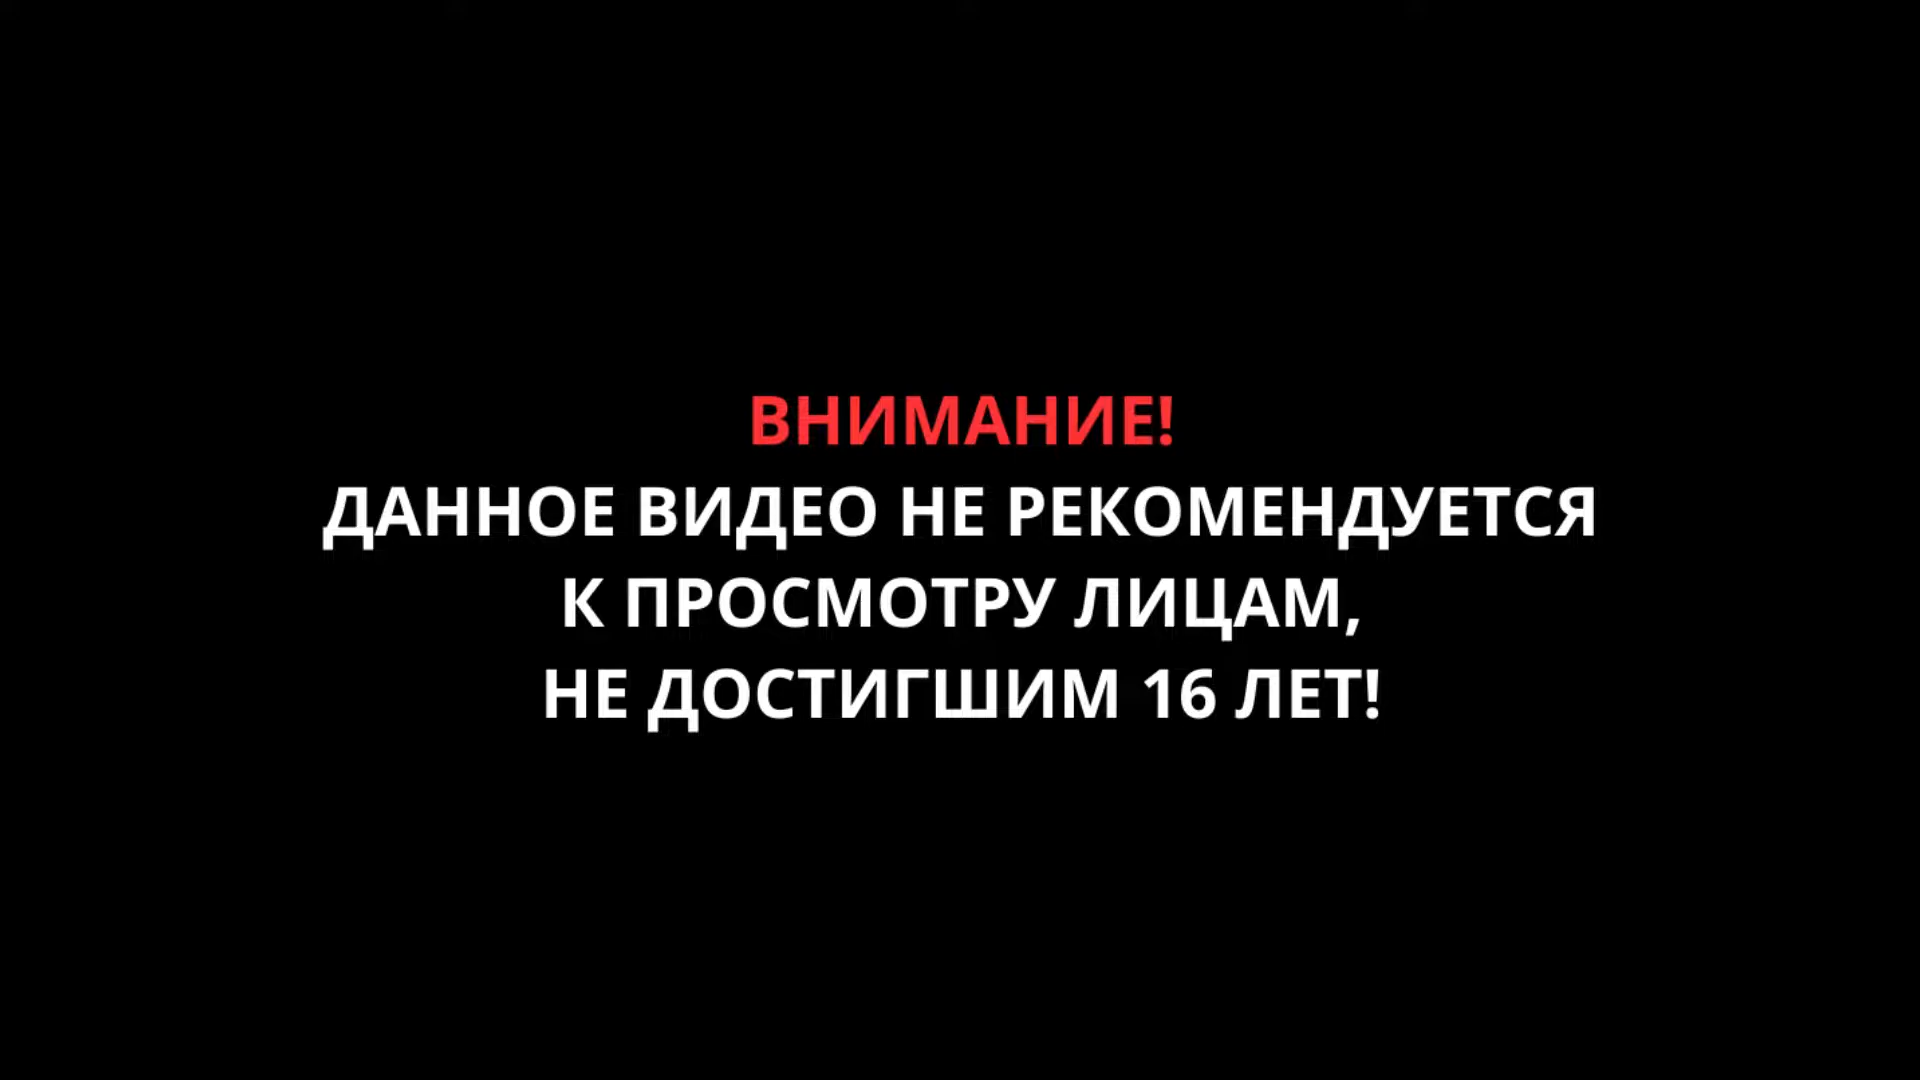 ВНИМАНИЕ!
ДАННОЕ ВИДЕО НЕ РЕКОМЕНДУЕТСЯ
К ПРОСМОТРУ ЛИЦАМ,
НЕ ДОСТИГШИМ 16 ЛЕТ!